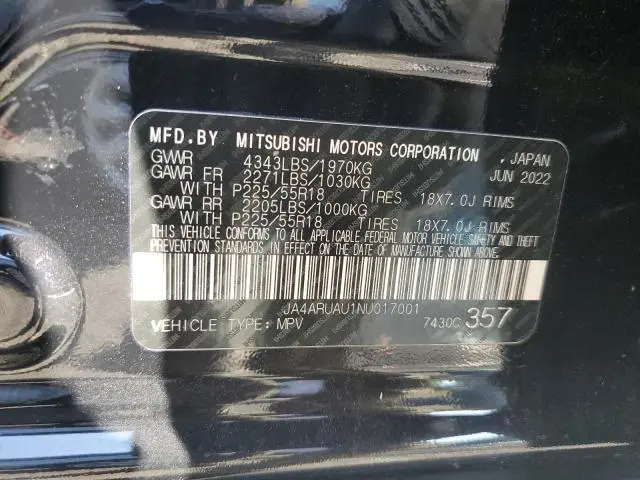 MFD.BY MITSUBISHI MOTORS CORPORATION , JAPAN
GVWR 4343LBS/1970KG JUN 2022
GAWR FR 2271LBS/1030KG
WITH P225/55R18 TIRES 18X7.0J RIMS
GAWR RR 2205LBS/1000KG
WITH P225/55R18 TIRES 18X7.0J RIMS
THIS VEHICLE CONFORMS TO ALL APPLICABLE FEDERAL MOTOR VEHICLE SAFETY AND THEFT
PREVENTION STANDARDS IN EFFECT ON THE DATE OF MANUFACTURE SHOWN ABOVE.
JA4ARUAU1NU017001
VEHICLE TYPE: MPV 7430C 357